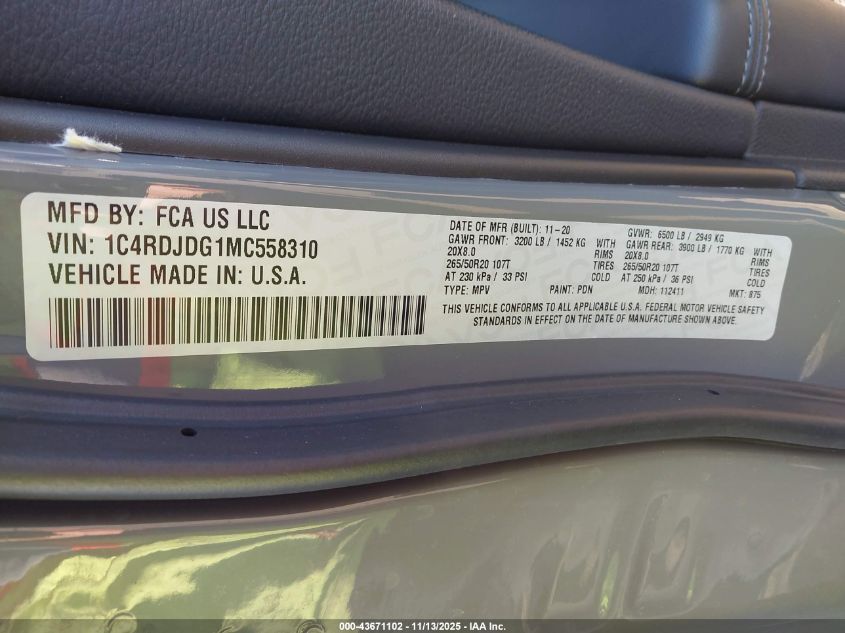 MFD BY: FCA US LLC
VIN: 1C4RDJDG1MC558310
VEHICLE MADE IN: U.S.A.
DATE OF MFR (BUILT): 11-20 GVWR: 6500 LB / 2949 KG
GAWR FRONT: 3200 LB / 1452 KG WITH GAWR REAR: 3900 LB / 1770 KG WITH
20X8.0 RIMS 20X8.0 RIMS
265/50R20 107T TIRES 265/50R20 107T TIRES
AT 230 kPa / 33 PSI COLD AT 250 kPa / 36 PSI COLD
TYPE: MPV PAINT: PDN MDH: 112411 MKT: 875
THIS VEHICLE CONFORMS TO ALL APPLICABLE U.S.A. FEDERAL MOTOR VEHICLE SAFETY
STANDARDS IN EFFECT ON THE DATE OF MANUFACTURE SHOWN ABOVE.
000-43671102 - 11/13/2025 - IAA Inc.